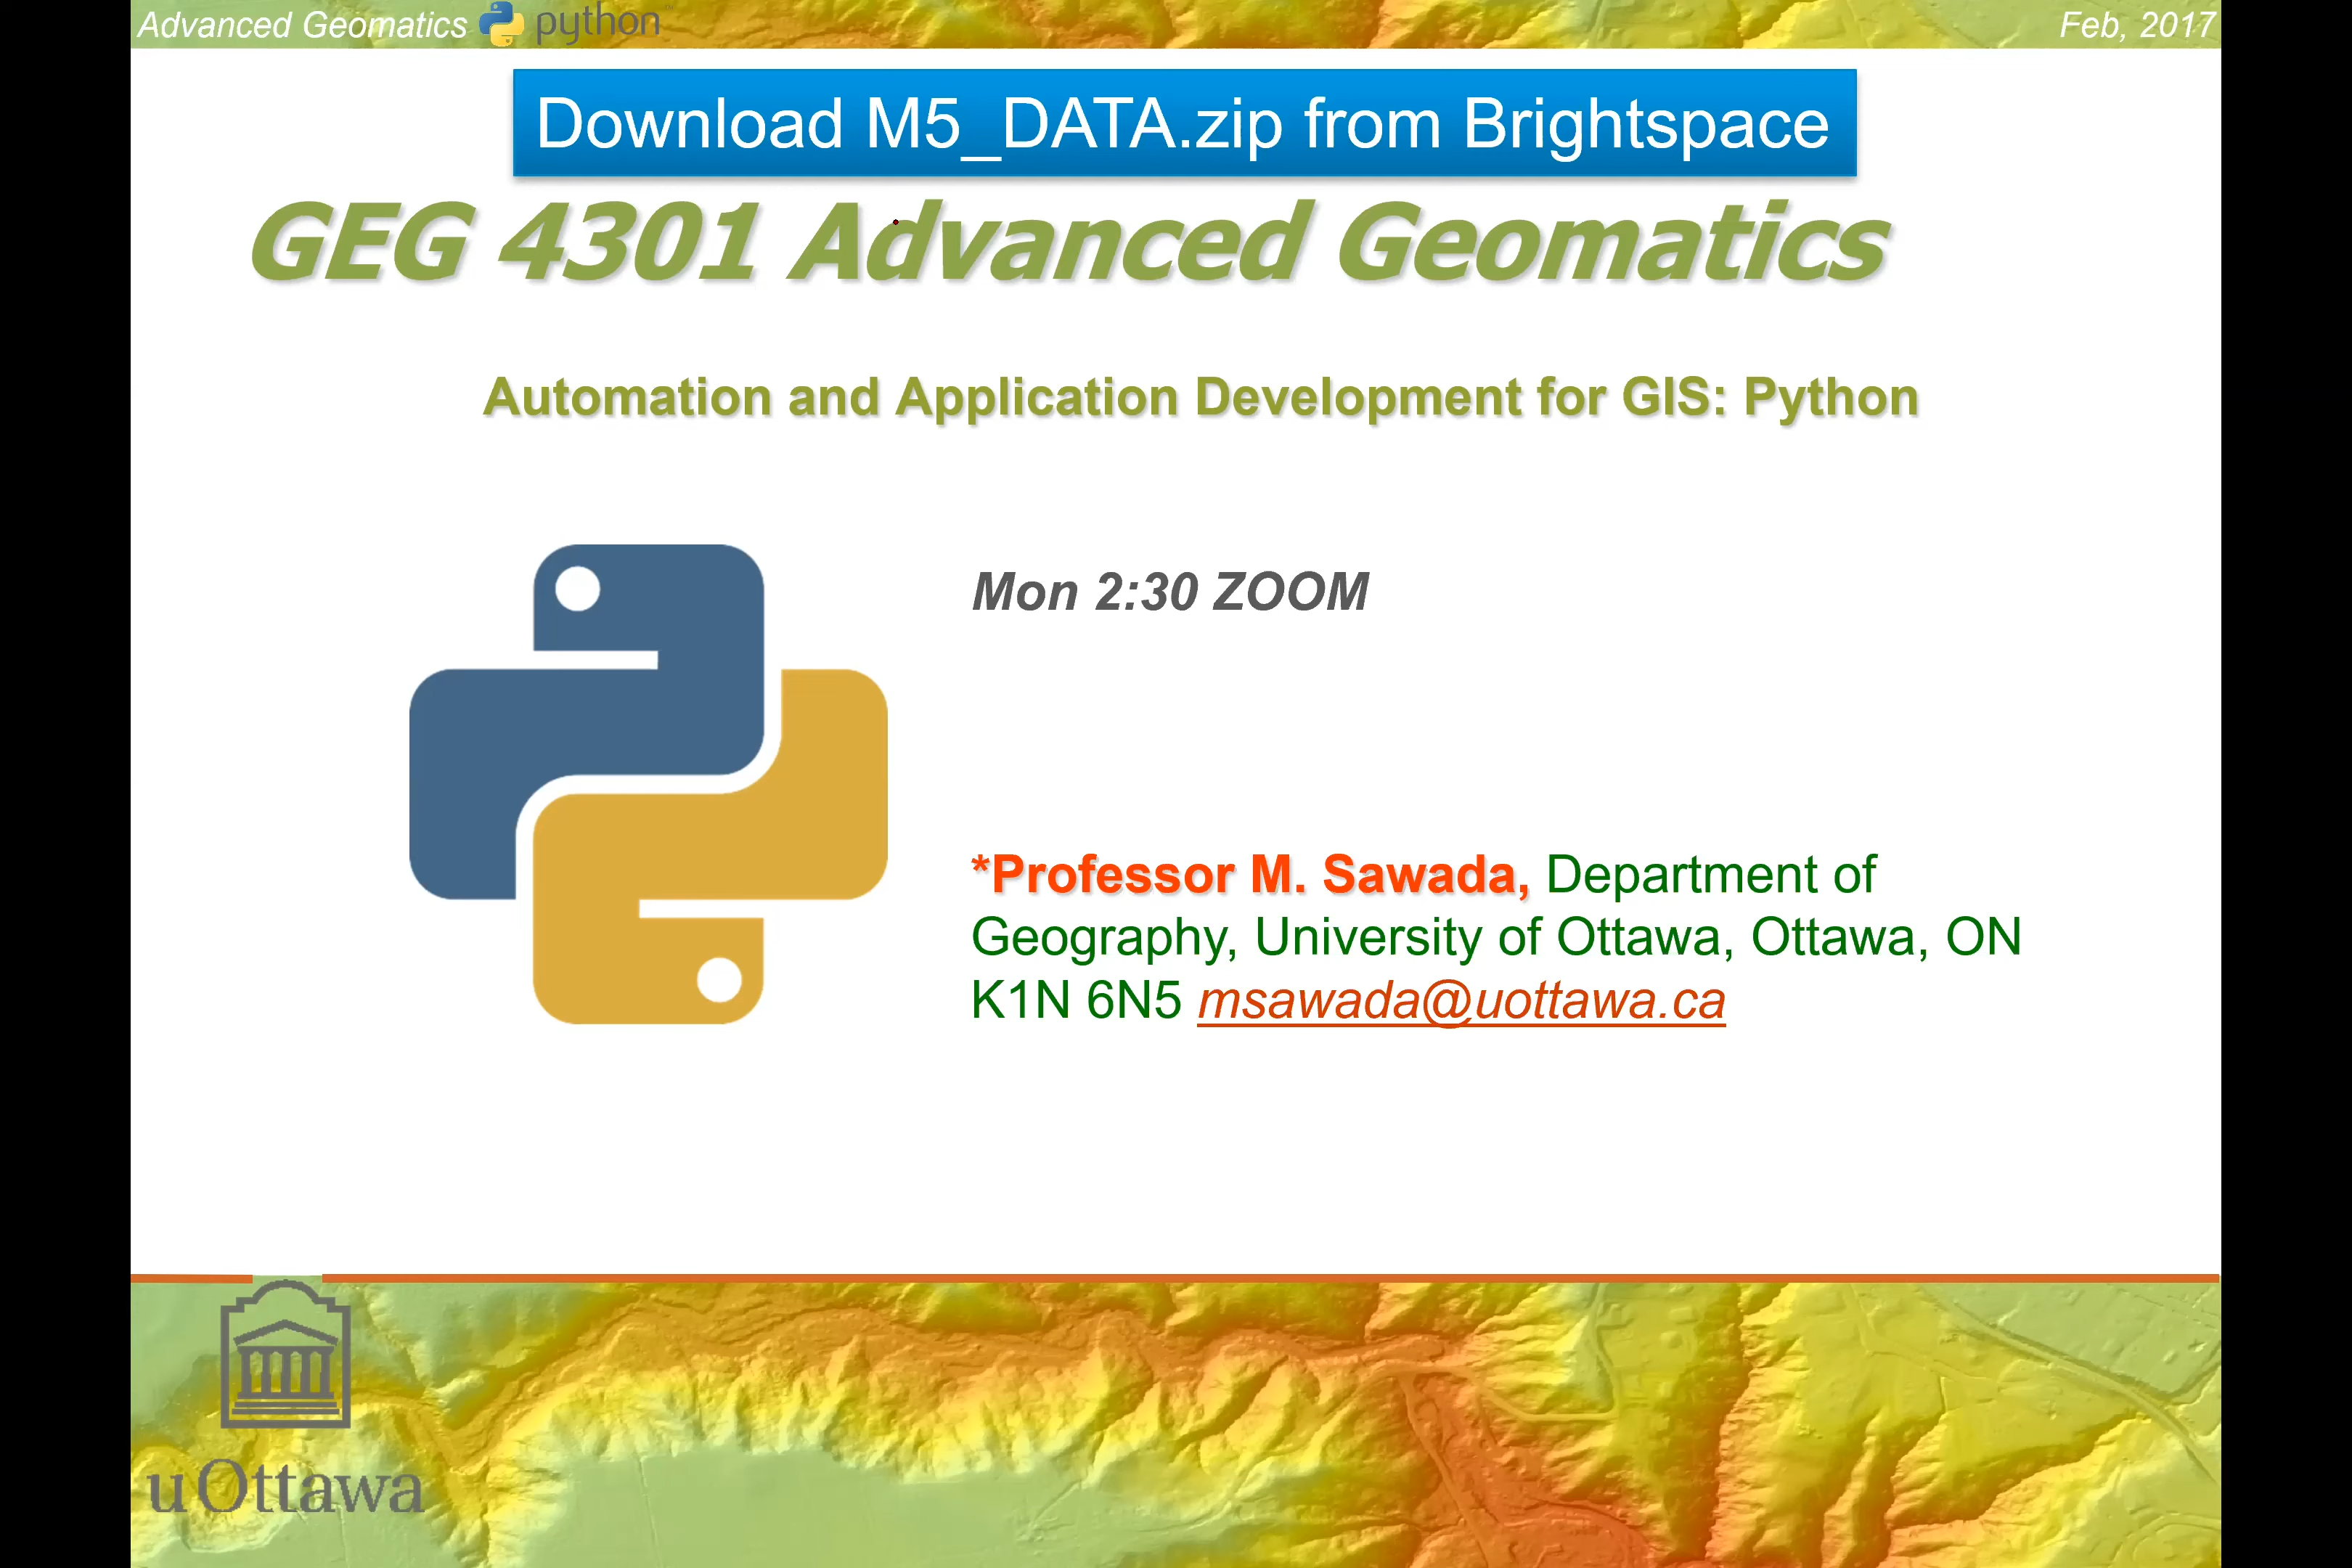 Advanced Geomatics python™ Feb, 2017
Download M5_DATA.zip from Brightspace
GEG 4301 Advanced Geomatics
Automation and Application Development for GIS: Python
Mon 2:30 ZOOM
*Professor M. Sawada, Department of
Geography, University of Ottawa, Ottawa, ON
K1N 6N5 msawada@uottawa.ca
uOttawa